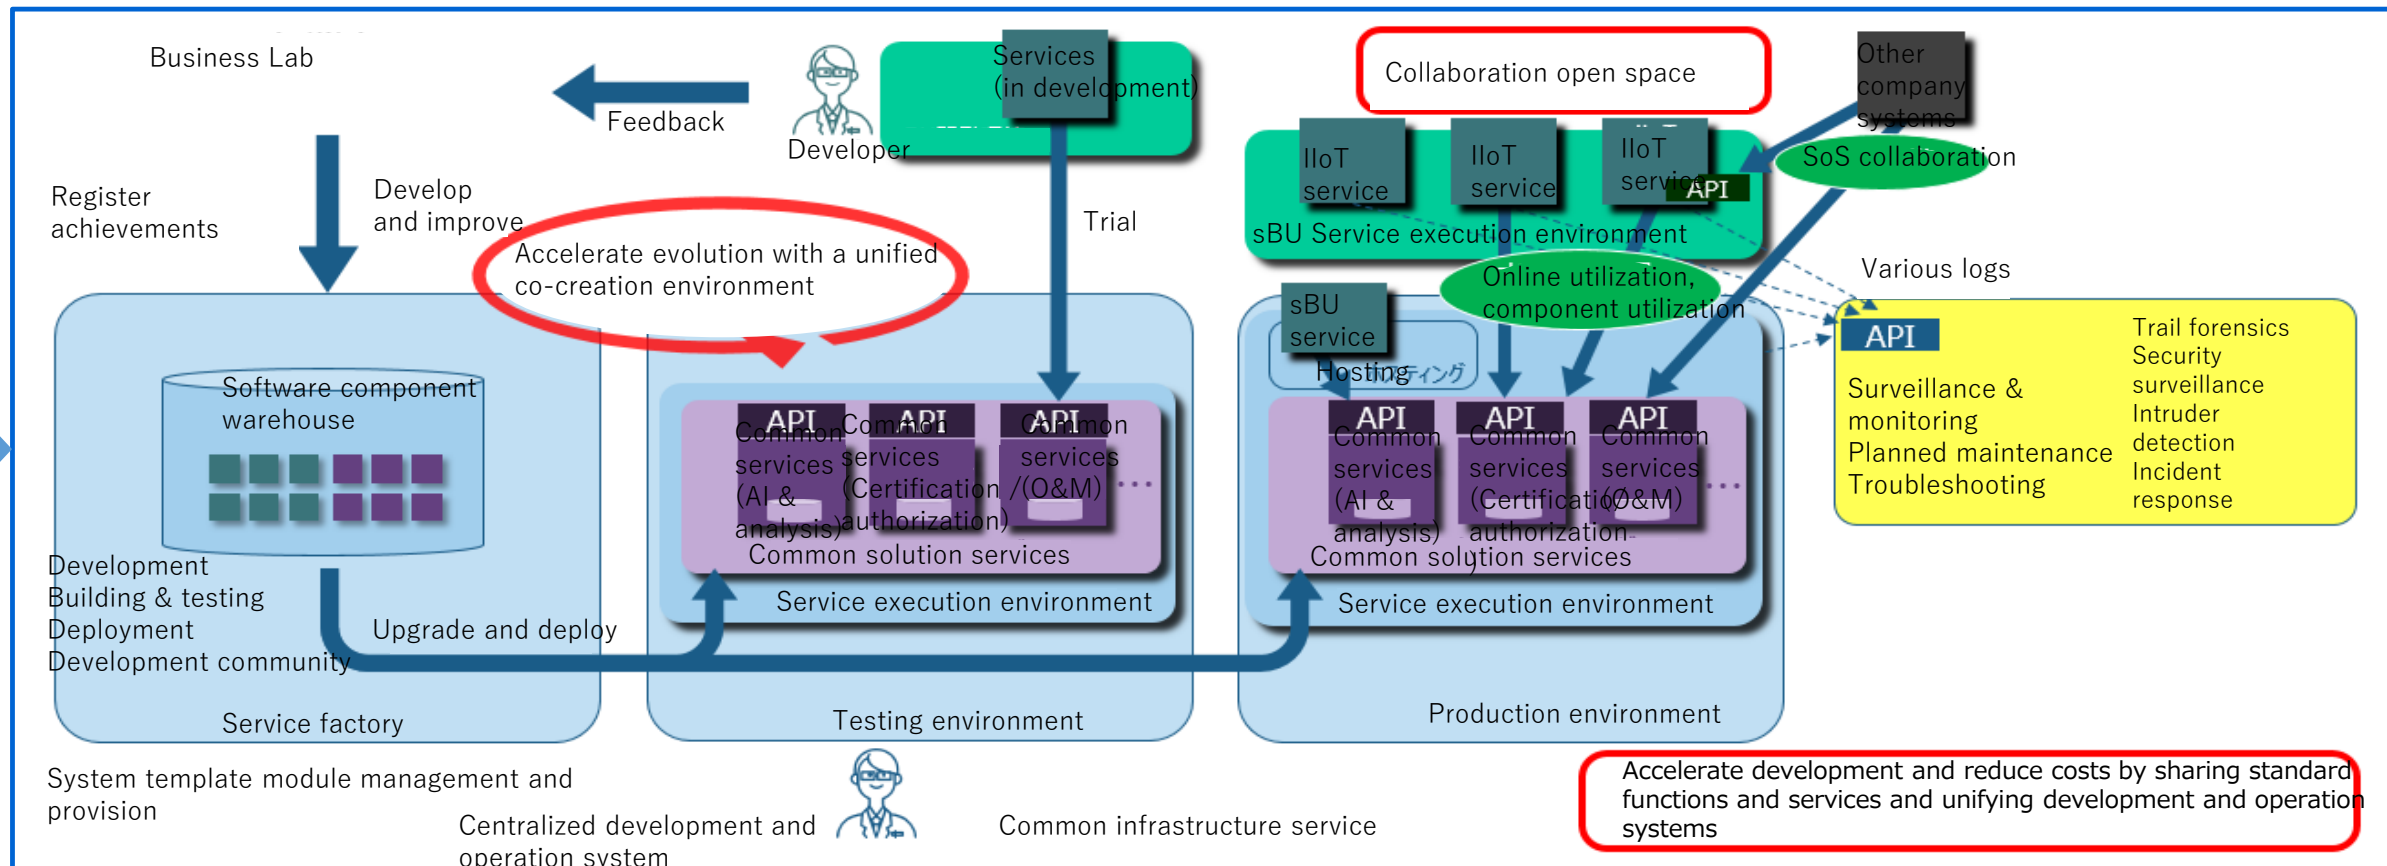 Business Lab
Feedback
Developer
Services
(in development)
Collaboration open space
Other
company
systems
SoS collaboration
Register
achievements
Develop
and improve
Accelerate evolution with a unified
co-creation environment
Trial
IIoT
service
IIoT
service
IIoT
service
API
sBU Service execution environment
Online utilization,
component utilization
Various logs
sBU
service
Hosting
Software component
warehouse
API
Common
services
(AI &
analysis)
API
Common
services
(Certification /
authorization)
API
Common
services
(O&M)
Common solution services
Service execution environment
API
Common
services
(AI &
analysis)
API
Common
services
(Certification
authorization
)
API
Common
services
(O&M)
Common solution services
Service execution environment
API
Surveillance &
monitoring
Planned maintenance
Troubleshooting
Trail forensics
Security
surveillance
Intruder
detection
Incident
response
Development
Building & testing
Deployment
Development community
Upgrade and deploy
Service factory
Testing environment
Production environment
System template module management and
provision
Centralized development and
operation system
Common infrastructure service
Accelerate development and reduce costs by sharing standard
functions and services and unifying development and operation
systems